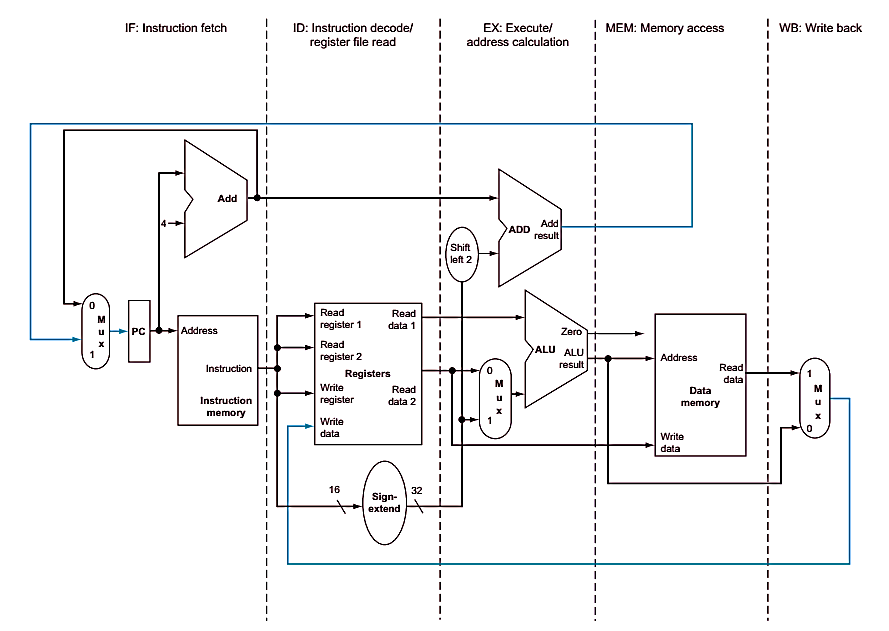 IF: Instruction fetch
ID: Instruction decode/
register file read
EX: Execute/
address calculation
MEM: Memory access
WB: Write back
Add
4
ADD
Add
result
Shift
left 2
0
M
u
x
1
PC
Address
Instruction
Instruction
memory
Read
register 1
Read
register 2
Registers
Write
register
Write
data
Read
data 1
Read
data 2
0
M
u
x
1
Zero
ALU
ALU
result
Address
Read
data
Data
memory
Write
data
1
M
u
x
0
16
Sign-
extend
32